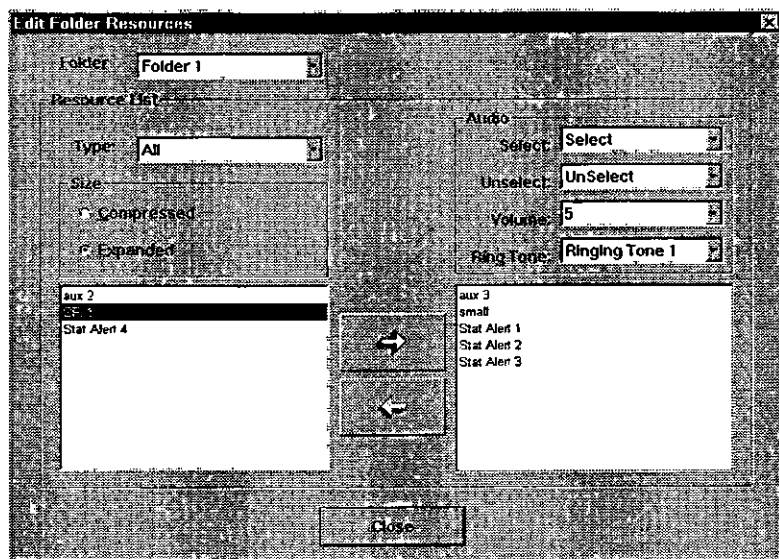 Edit Folder Resources
Folder
Folder 1
Resource List
Type:
All
Size
Compressed
Expanded
Audio
Select:
Select
Unselect:
UnSelect
Volume:
5
Ring Tone:
Ringing Tone 1
aux 2
Stat Alert 4
aux 3
small
Stat Alert 1
Stat Alert 2
Stat Alert 3
Close